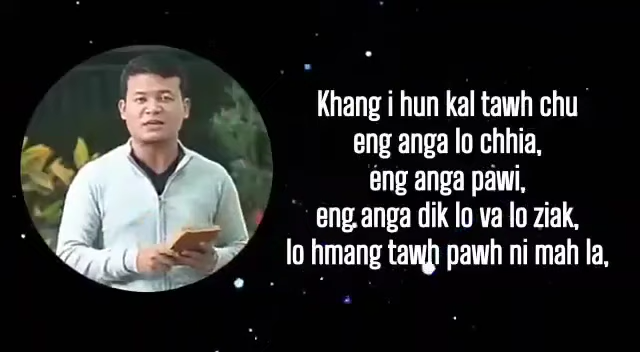 Khang i hun kal tawh chu
eng anga lo chhia,
eng anga pawi,
eng anga dik lo va lo ziak,
lo hmang tawh pawh ni mah la,